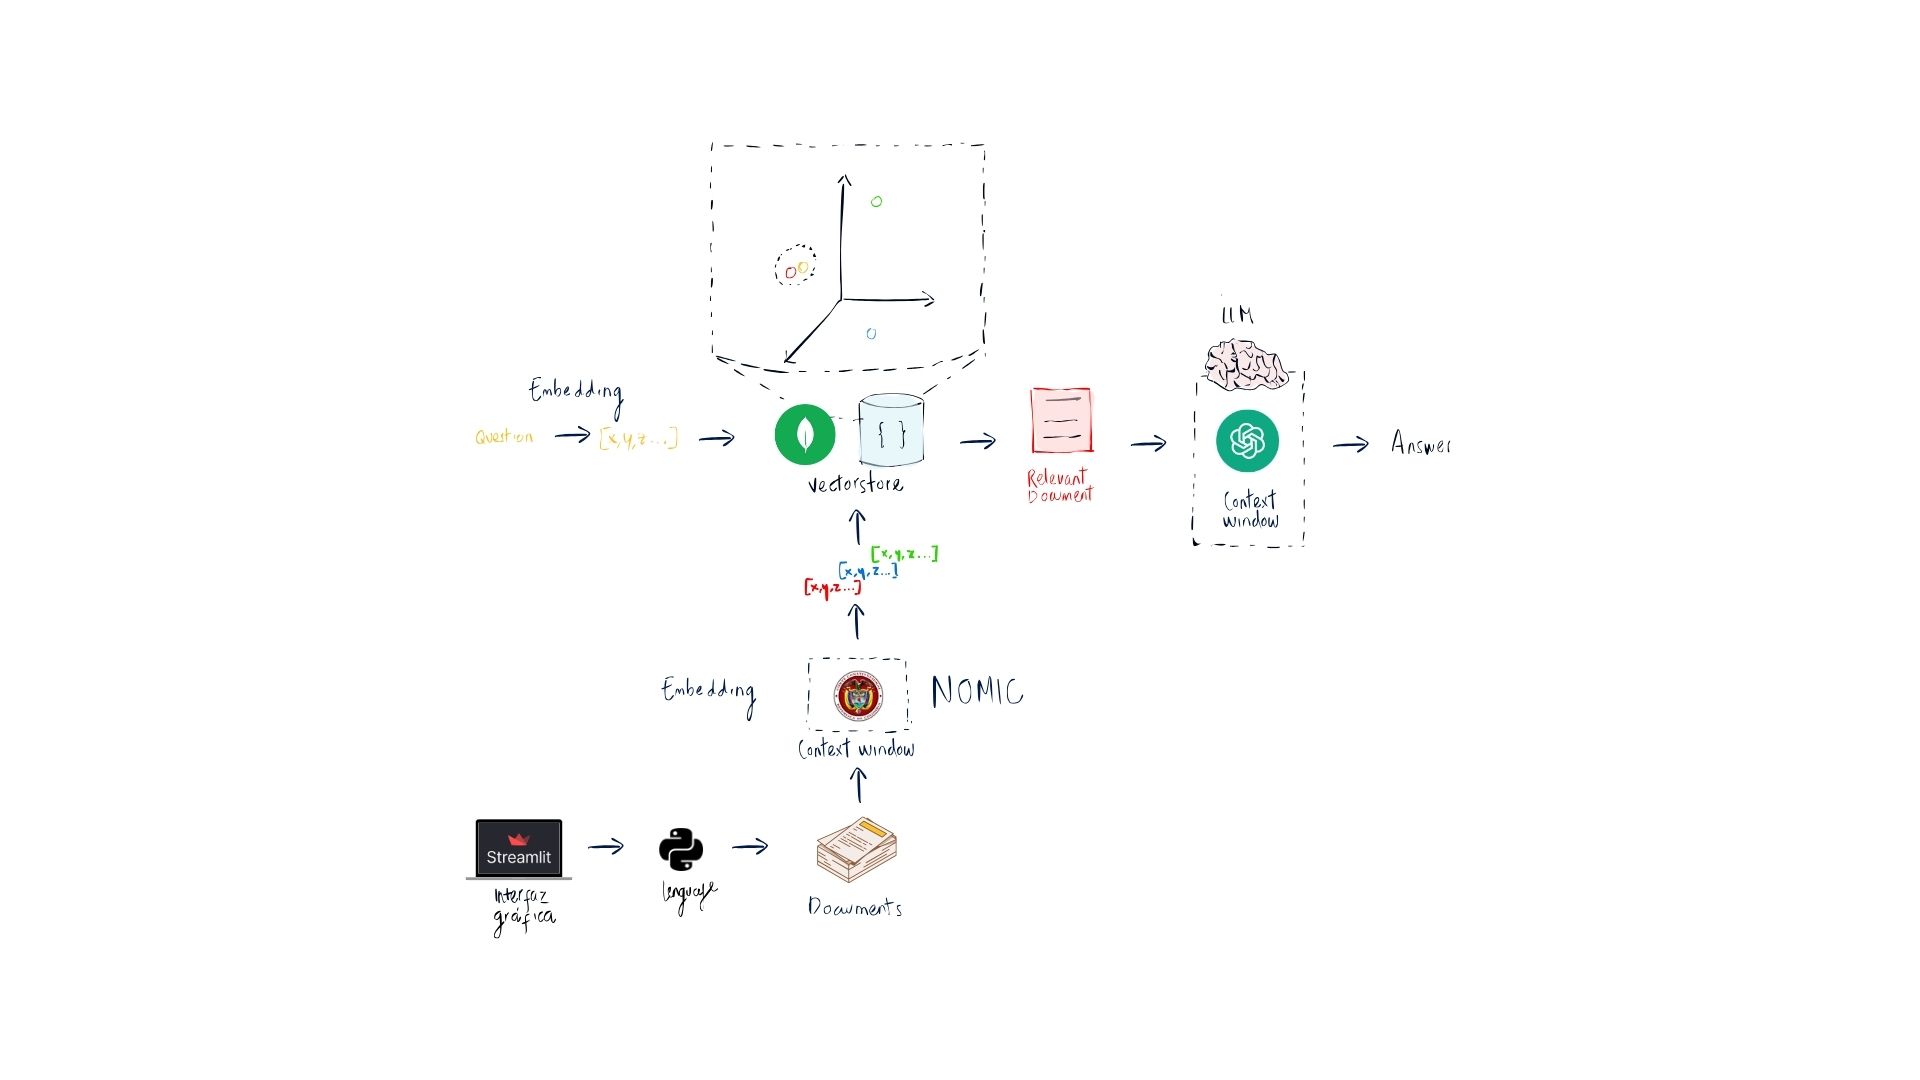 LLM
Embedding
Question
[x,y,z...]
{ }
vectorstore
Relevant
Document
Context
window
Answer
[x,y,z...]
[x,y,z...]
[x,y,z...]
Embedding
NOMIC
Context window
Streamlit
Interfaz
gráfica
lenguaje
Documents